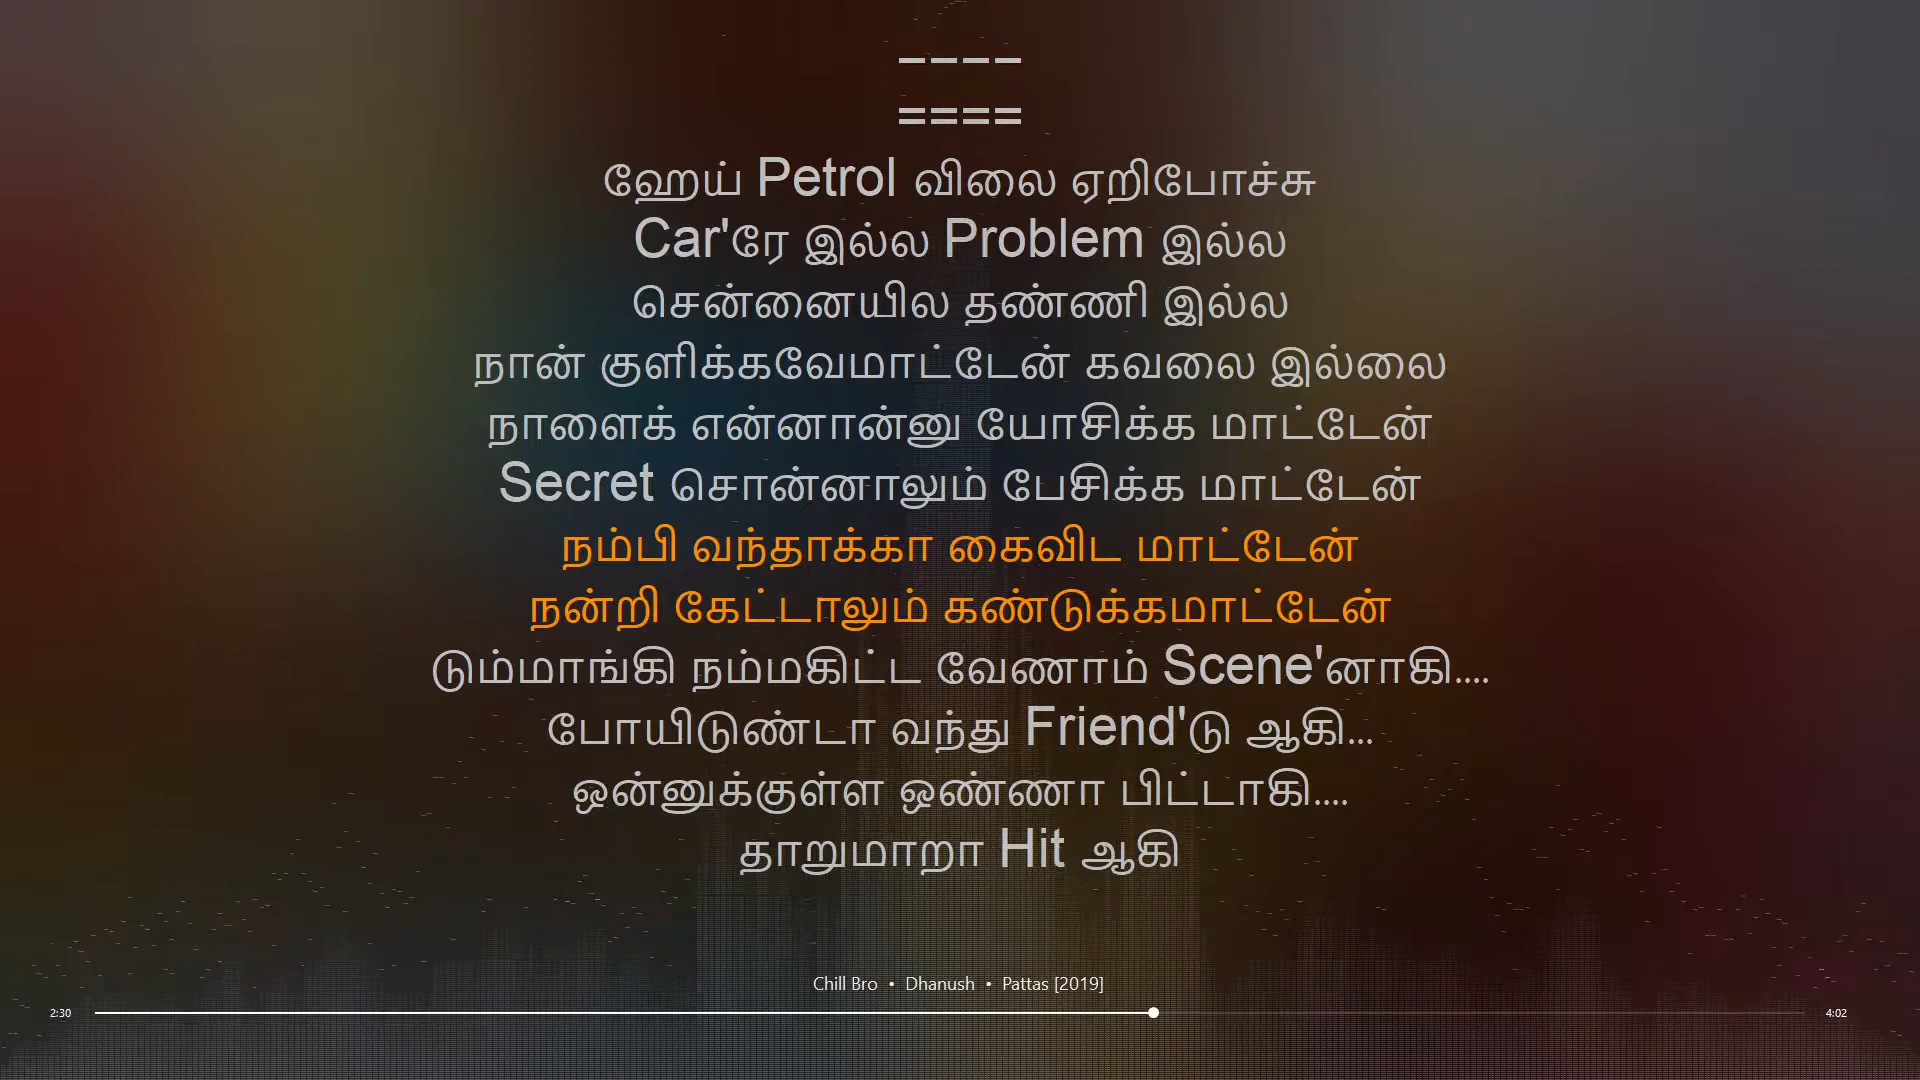 ----
====
ஹேய் Petrol விலை ஏறிபோச்சு
Car'ரே இல்ல Problem இல்ல
சென்னையில தண்ணி இல்ல
நான் குளிக்கவேமாட்டேன் கவலை இல்லை
நாளைக் என்னான்னு யோசிக்க மாட்டேன்
Secret சொன்னாலும் பேசிக்க மாட்டேன்
நம்பி வந்தாக்கா கைவிட மாட்டேன்
நன்றி கேட்டாலும் கண்டுக்கமாட்டேன்
டும்மாங்கி நம்மகிட்ட வேணாம் Scene'னாகி....
போயிடுண்டா வந்து Friend'டு ஆகி...
ஒன்னுக்குள்ள ஒண்ணா பிட்டாகி....
தாறுமாறா Hit ஆகி
Chill Bro • Dhanush • Pattas [2019]
2:30 4:02